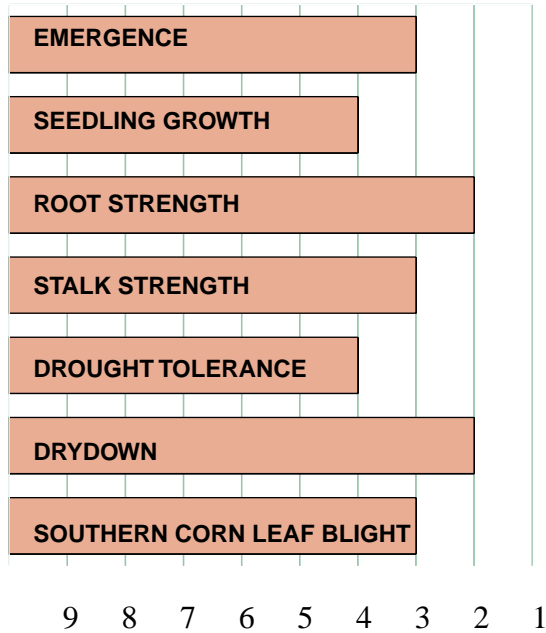 EMERGENCE
SEEDLING GROWTH
ROOT STRENGTH
STALK STRENGTH
DROUGHT TOLERANCE
DRYDOWN
SOUTHERN CORN LEAF BLIGHT
9 8 7 6 5 4 3 2 1